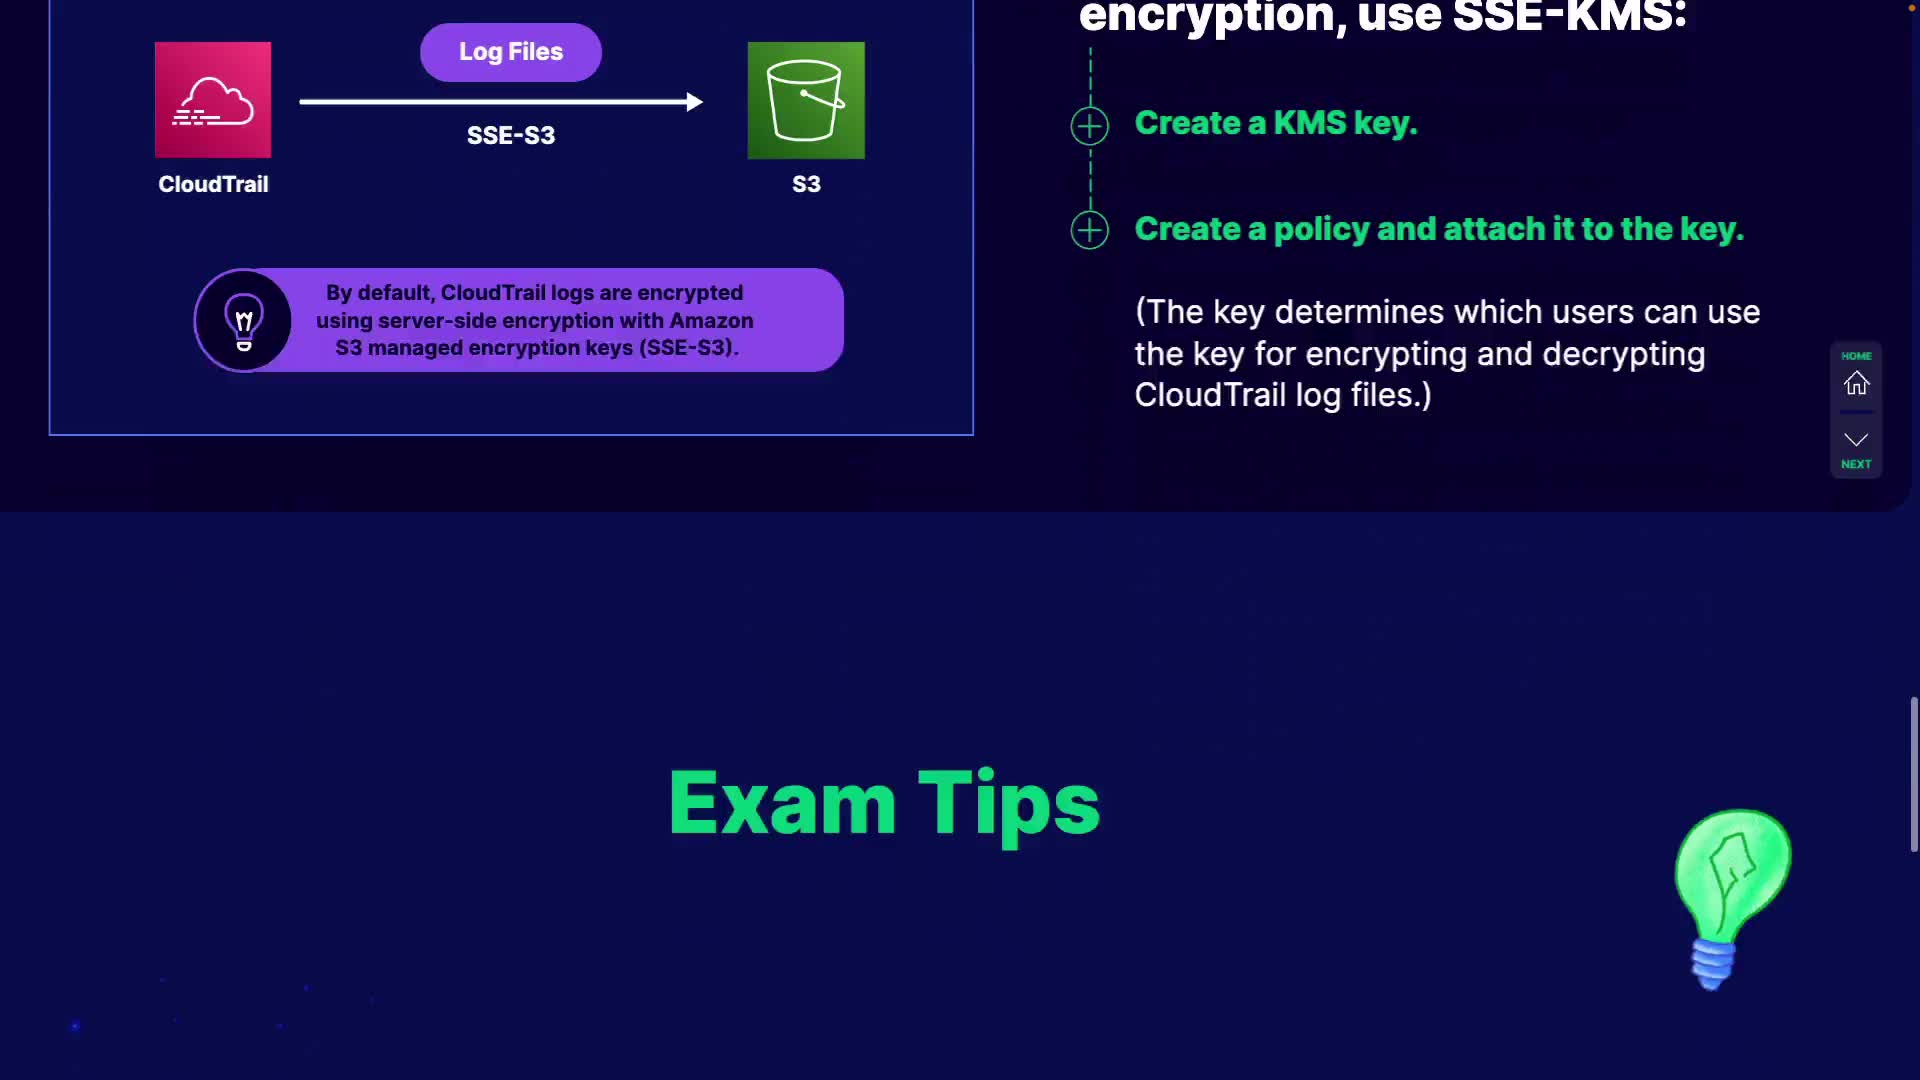 Log Files
SSE-S3
CloudTrail
S3
By default, CloudTrail logs are encrypted
using server-side encryption with Amazon
S3 managed encryption keys (SSE-S3).
encryption, use SSE-KMS:
Create a KMS key.
Create a policy and attach it to the key.
(The key determines which users can use
the key for encrypting and decrypting
CloudTrail log files.)
HOME
NEXT
Exam Tips